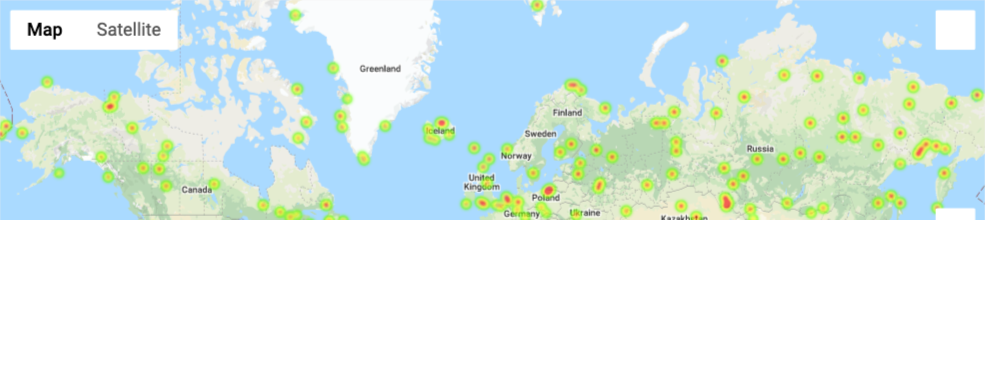 Map
Satellite
Greenland
Finland
Iceland
Sweden
Russia
Norway
United
Kingdom
Canada
Poland
Germany
Ukraine
Kazakhstan